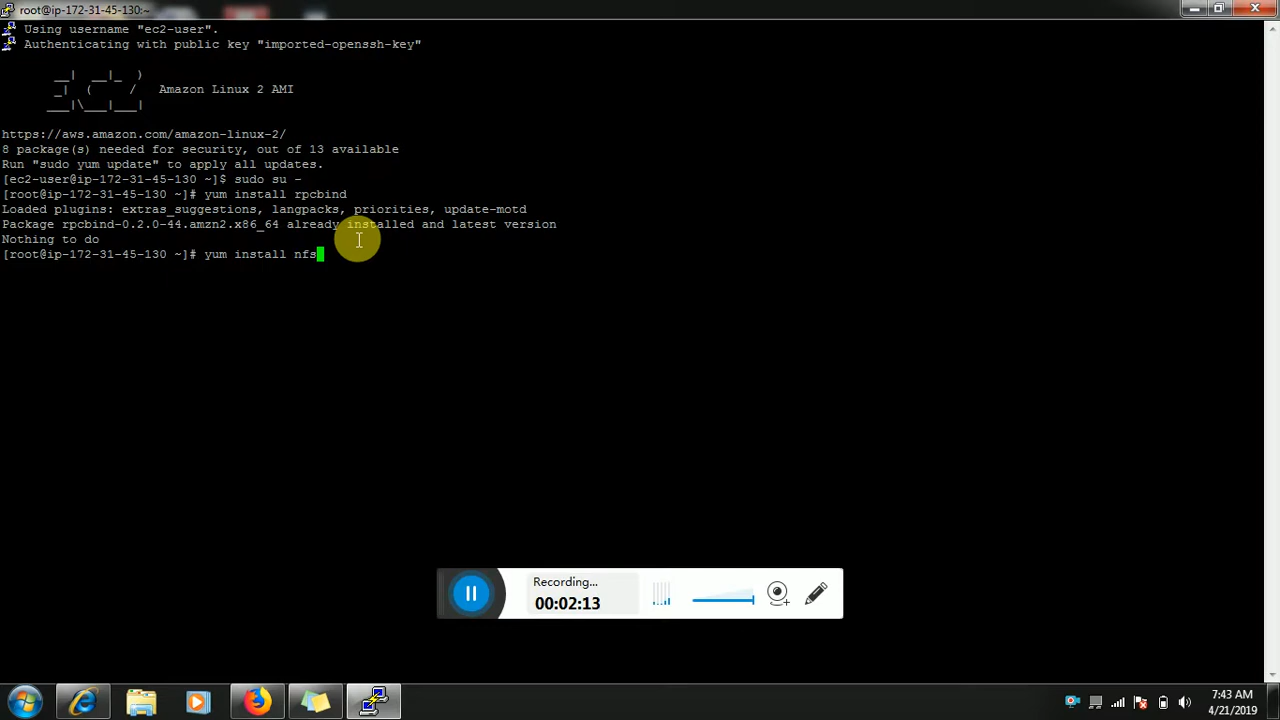 root@ip-172-31-45-130:~
Using username "ec2-user".
Authenticating with public key "imported-openssh-key"
__|  __|_  )
_|  (     /   Amazon Linux 2 AMI
___|\___|___|
https://aws.amazon.com/amazon-linux-2/
8 package(s) needed for security, out of 13 available
Run "sudo yum update" to apply all updates.
[ec2-user@ip-172-31-45-130 ~]$ sudo su -
[root@ip-172-31-45-130 ~]# yum install rpcbind
Loaded plugins: extras_suggestions, langpacks, priorities, update-motd
Package rpcbind-0.2.0-44.amzn2.x86_64 already installed and latest version
Nothing to do
[root@ip-172-31-45-130 ~]# yum install nfs
Recording...
00:02:13
7:43 AM
4/21/2019